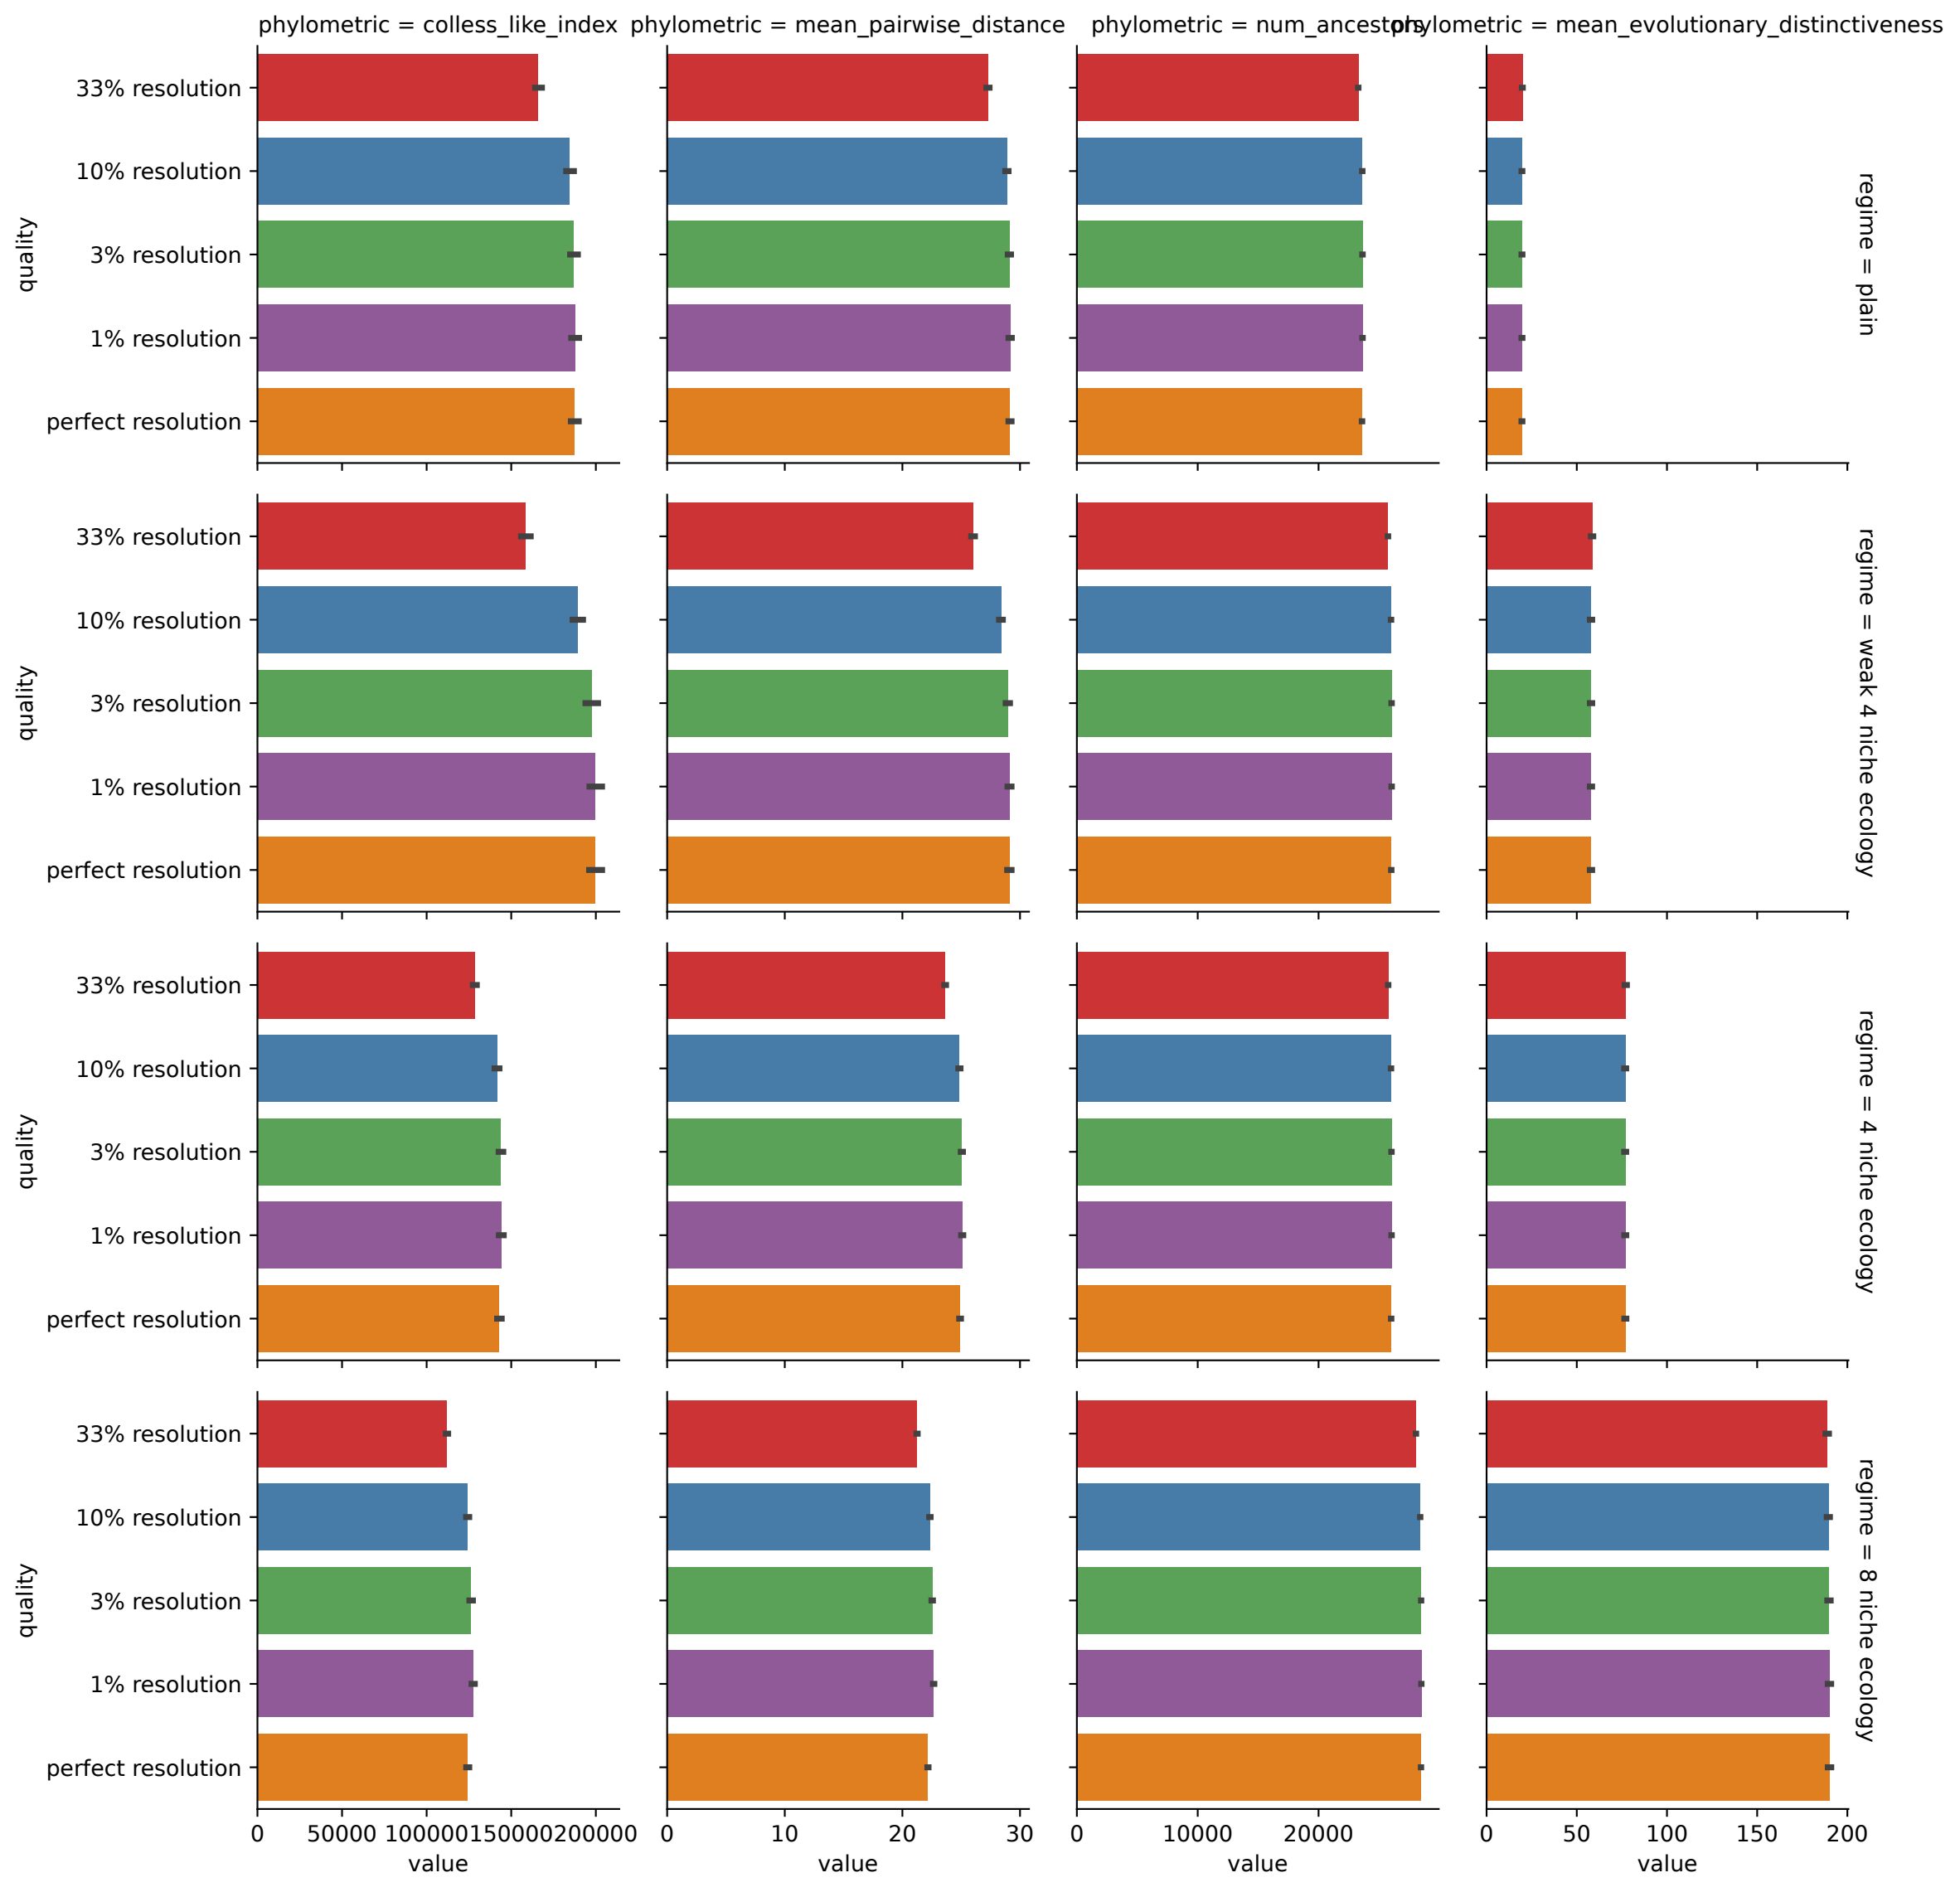 phylometric = colless_like_index
phylometric = mean_pairwise_distance
phylometric = num_ancestors
phylometric = mean_evolutionary_distinctiveness
quality
33% resolution
10% resolution
3% resolution
1% resolution
perfect resolution
regime = plain
quality
33% resolution
10% resolution
3% resolution
1% resolution
perfect resolution
regime = weak 4 niche ecology
quality
33% resolution
10% resolution
3% resolution
1% resolution
perfect resolution
regime = 4 niche ecology
quality
33% resolution
10% resolution
3% resolution
1% resolution
perfect resolution
regime = 8 niche ecology
0 50000 100000 150000 200000
0 10 20 30
0 10000 20000
0 50 100 150 200
value
value
value
value